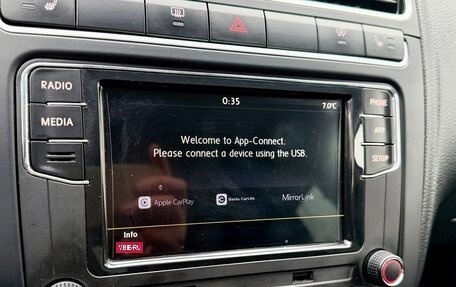 RADIO
MEDIA
PHONE
APP
SETUP
0:35
7.0°C
Welcome to App-Connect.
Please connect a device using the USB.
Apple CarPlay
Baidu CarLife
MirrorLink
Info